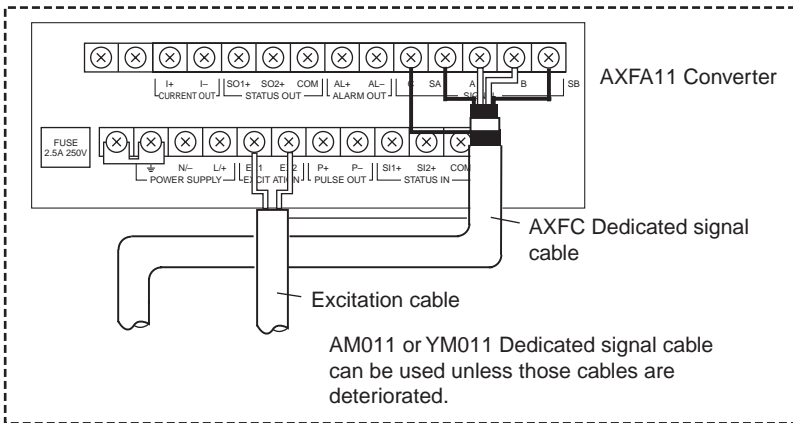 I+ I– SO1+ SO2+ COM AL+ AL– C SA A B SB
CURRENT OUT STATUS OUT ALARM OUT
AXFA11 Converter
FUSE
2.5A 250V
N/– L/+ EX2 P+ P– SI1+ SI2+ COM
POWER SUPPLY PULSE OUT STATUS IN
AXFC Dedicated signal
cable
Excitation cable
AM011 or YM011 Dedicated signal cable
can be used unless those cables are
deteriorated.